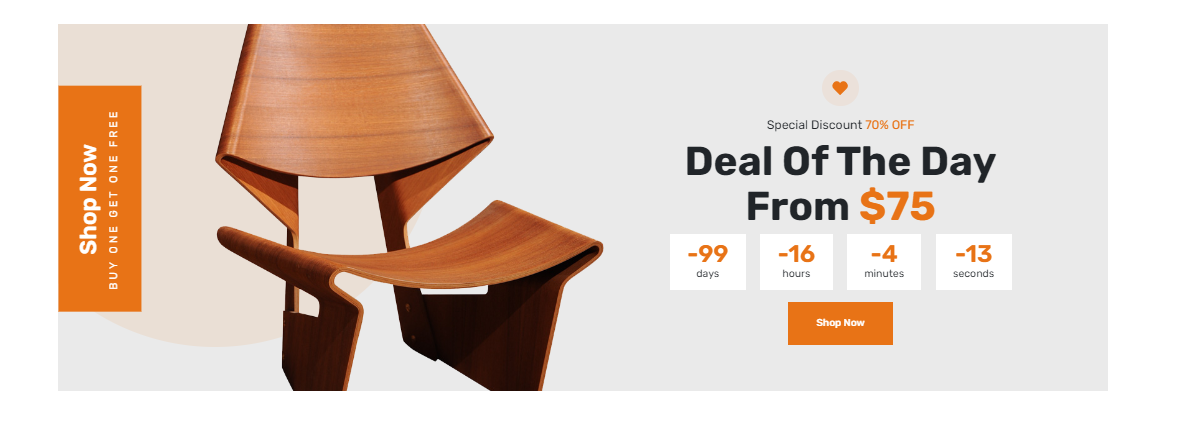 Shop Now
BUY ONE GET ONE FREE
Special Discount 70% OFF
Deal Of The Day
From $75
-99 -16 -4 -13
days hours minutes seconds
Shop Now